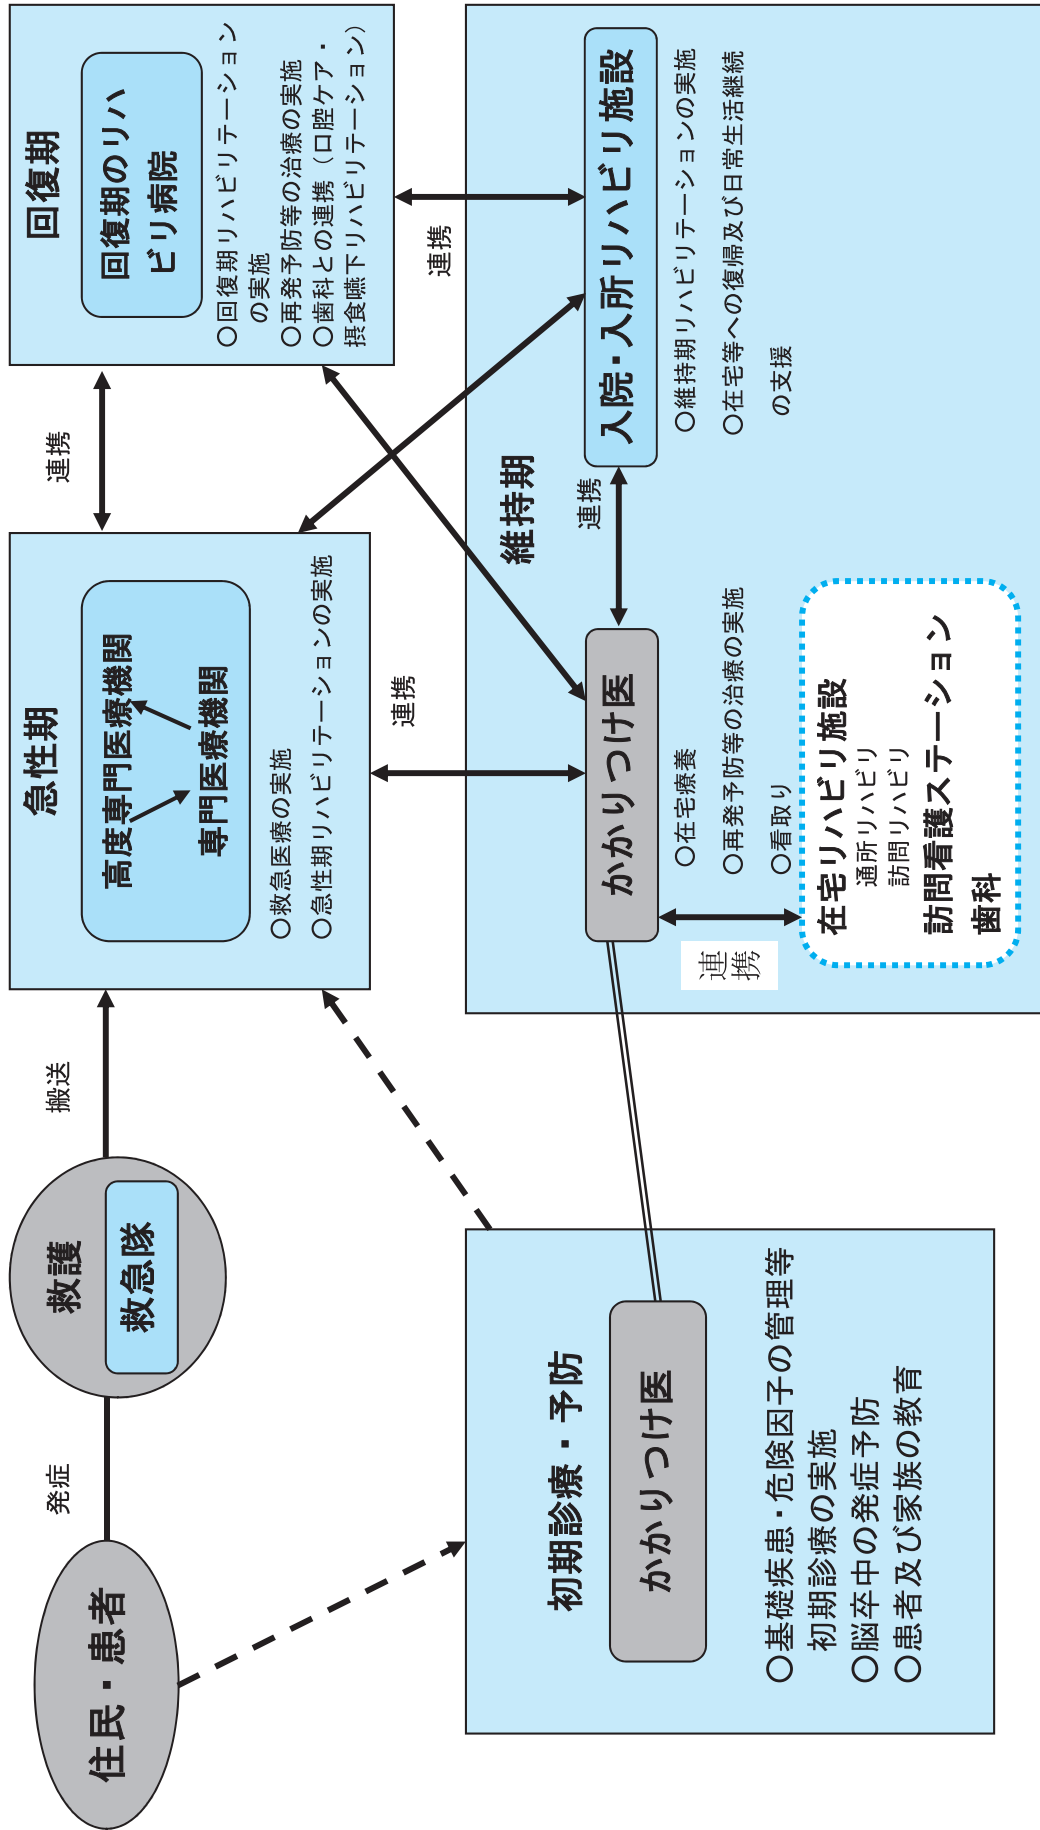 住民・患者
発症
救護
救急隊
搬送
急性期
高度専門医療機関
専門医療機関
○救急医療の実施
○急性期リハビリテーションの実施
連携
回復期
回復期のリハ
ビリ病院
○回復期リハビリテーション
の実施
○再発予防等の治療の実施
○歯科との連携（口腔ケア・
摂食嚥下リハビリテーション）
初期診療・予防
かかりつけ医
○基礎疾患・危険因子の管理等
初期診療の実施
○脳卒中の発症予防
○患者及び家族の教育
連携
連携
維持期
かかりつけ医
○在宅療養
○再発予防等の治療の実施
○看取り
連携
入院・入所リハビリ施設
○維持期リハビリテーションの実施
○在宅等への復帰及び日常生活継続
の支援
連携
在宅リハビリ施設
通所リハビリ
訪問リハビリ
訪問看護ステーション
歯科